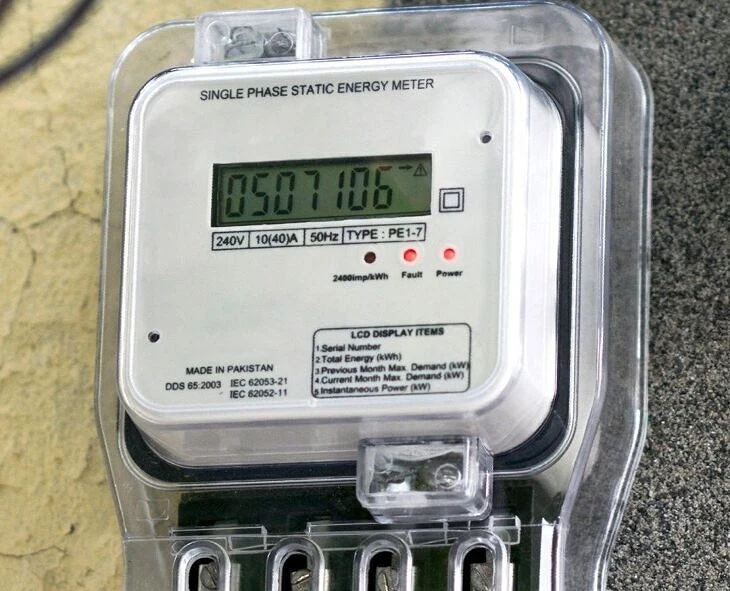 SINGLE PHASE STATIC ENERGY METER
0507106
240V 10(40)A 50Hz TYPE : PE1-7
2400imp/kWh Fault Power
LCD DISPLAY ITEMS
1.Serial Number
2.Total Energy (kWh)
3.Previous Month Max. Demand (kW)
4.Current Month Max. Demand (kW)
5.Instantaneous Power (kW)
MADE IN PAKISTAN
DDS 65:2003 IEC 62053-21
IEC 62052-11